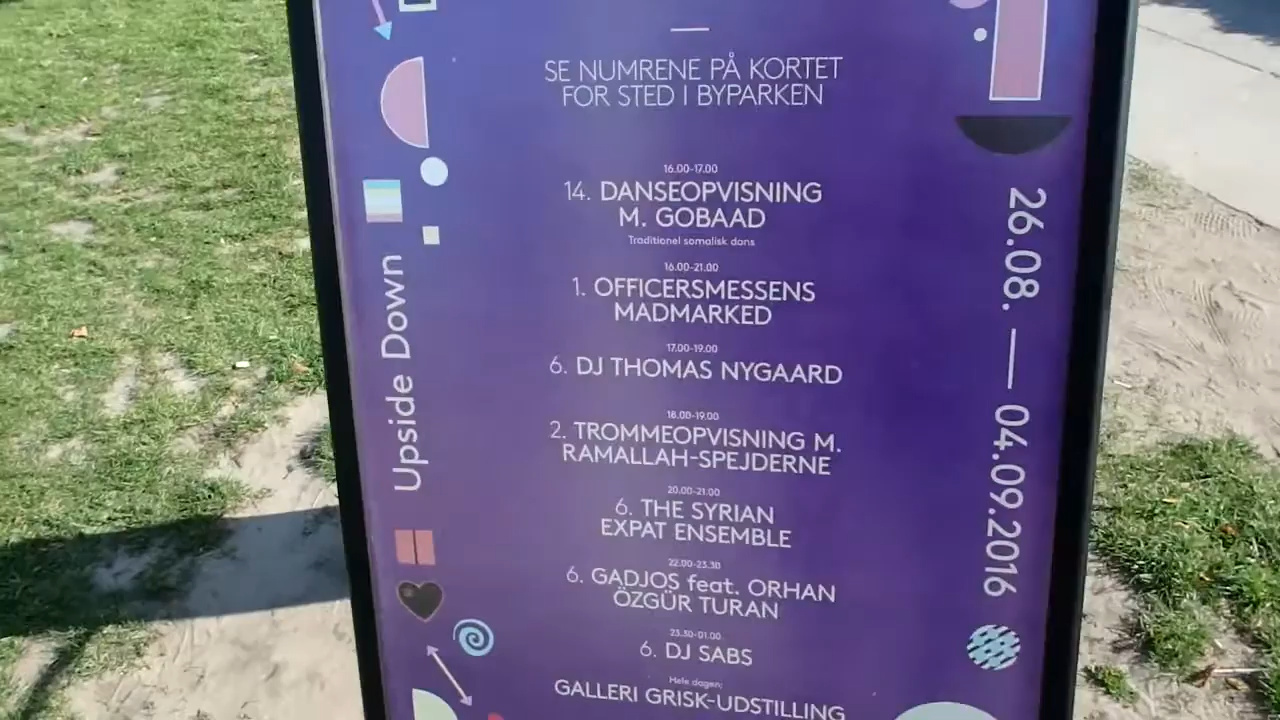 SE NUMRENE PÅ KORTET
FOR STED I BYPARKEN
16.00-17.00
14. DANSEOPVISNING
M. GOBAAD
Traditionel somalisk dans
16.00-21.00
1. OFFICERSMESSENS
MADMARKED
17.00-19.00
6. DJ THOMAS NYGAARD
18.00-19.00
2. TROMMEOPVISNING M.
RAMALLAH-SPEJDERNE
20.00-21.00
6. THE SYRIAN
EXPAT ENSEMBLE
22.00-23.30
6. GADJOS feat. ORHAN
ÖZGÜR TURAN
23.30-01.00
6. DJ SABS
Hele dagen:
GALLERI GRISK-UDSTILLING
Upside Down
26.08. — 04.09.2016